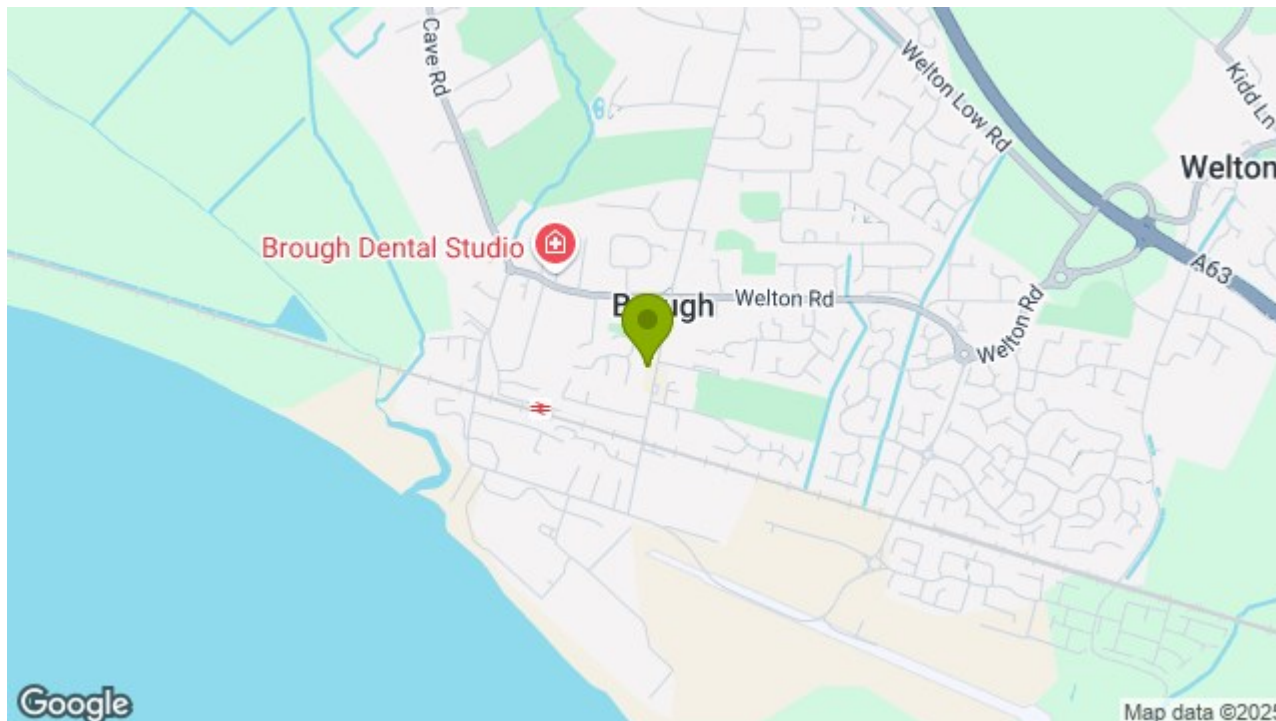 Cave Rd
Welton Low Rd
Kidd Ln
Welton
Brough Dental Studio
A63
Brough
Welton Rd
Welton Rd
Google
Map data ©2025